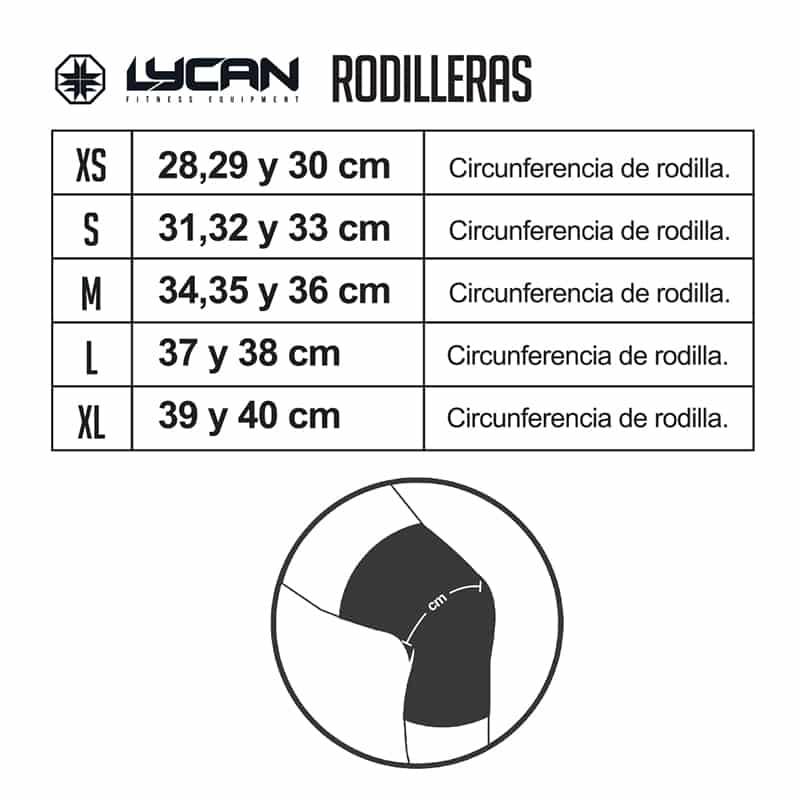 LYCAN RODILLERAS
FITNESS EQUIPMENT
XS 28,29 y 30 cm Circunferencia de rodilla.
S 31,32 y 33 cm Circunferencia de rodilla.
M 34,35 y 36 cm Circunferencia de rodilla.
L 37 y 38 cm Circunferencia de rodilla.
XL 39 y 40 cm Circunferencia de rodilla.
cm